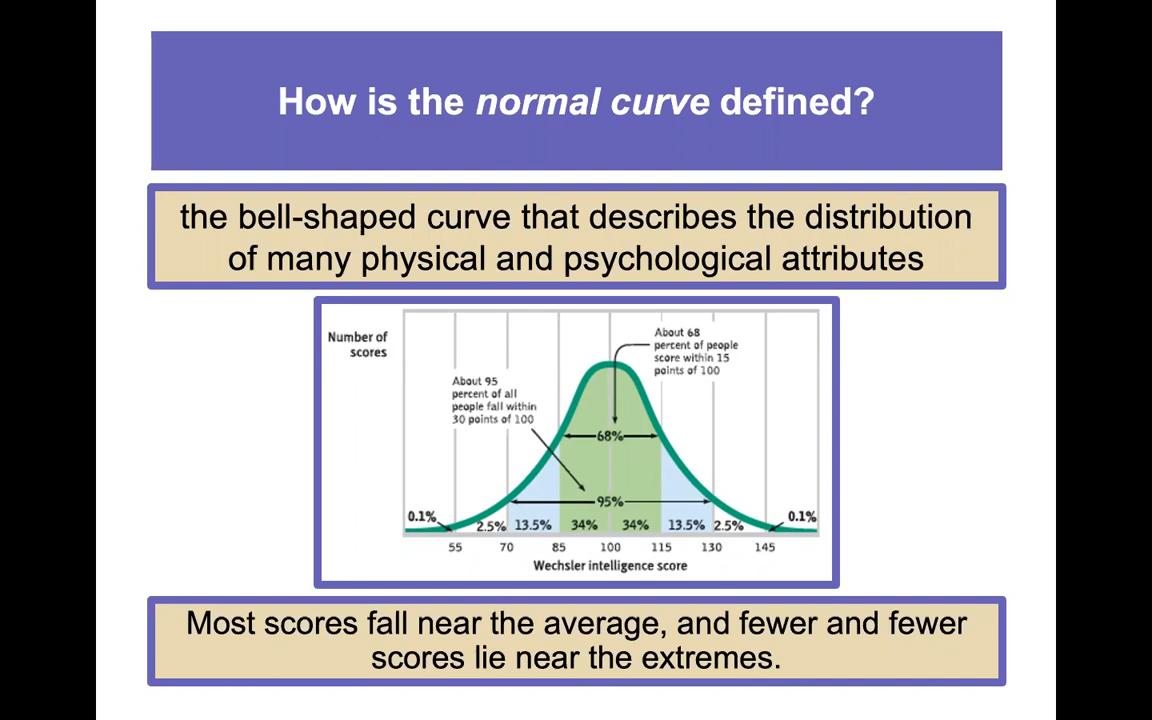 How is the normal curve defined?
the bell-shaped curve that describes the distribution
of many physical and psychological attributes
Number of
scores
About 68
percent of people
score within 15
points of 100
About 95
percent of all
people fall within
30 points of 100
68%
95%
0.1%
2.5% 13.5% 34% 34% 13.5% 2.5%
0.1%
55 70 85 100 115 130 145
Wechsler intelligence score
Most scores fall near the average, and fewer and fewer
scores lie near the extremes.